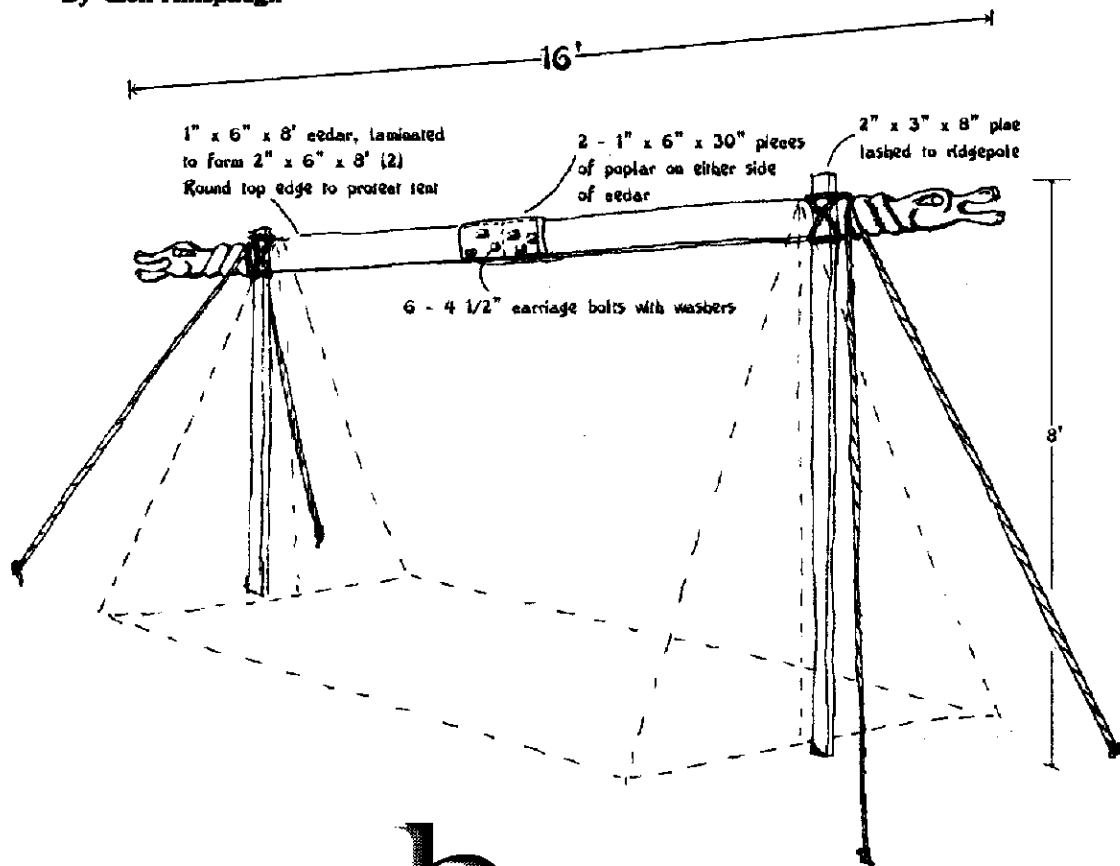 16'
1" x 6" x 8' cedar, laminated
to form 2" x 6" x 8' (2)
Round top edge to protect tent
2 - 1" x 6" x 30" pieces
of poplar on either side
of cedar
2" x 3" x 8" pine
lashed to ridgepole
6 - 4 1/2" carriage bolts with washers
8'